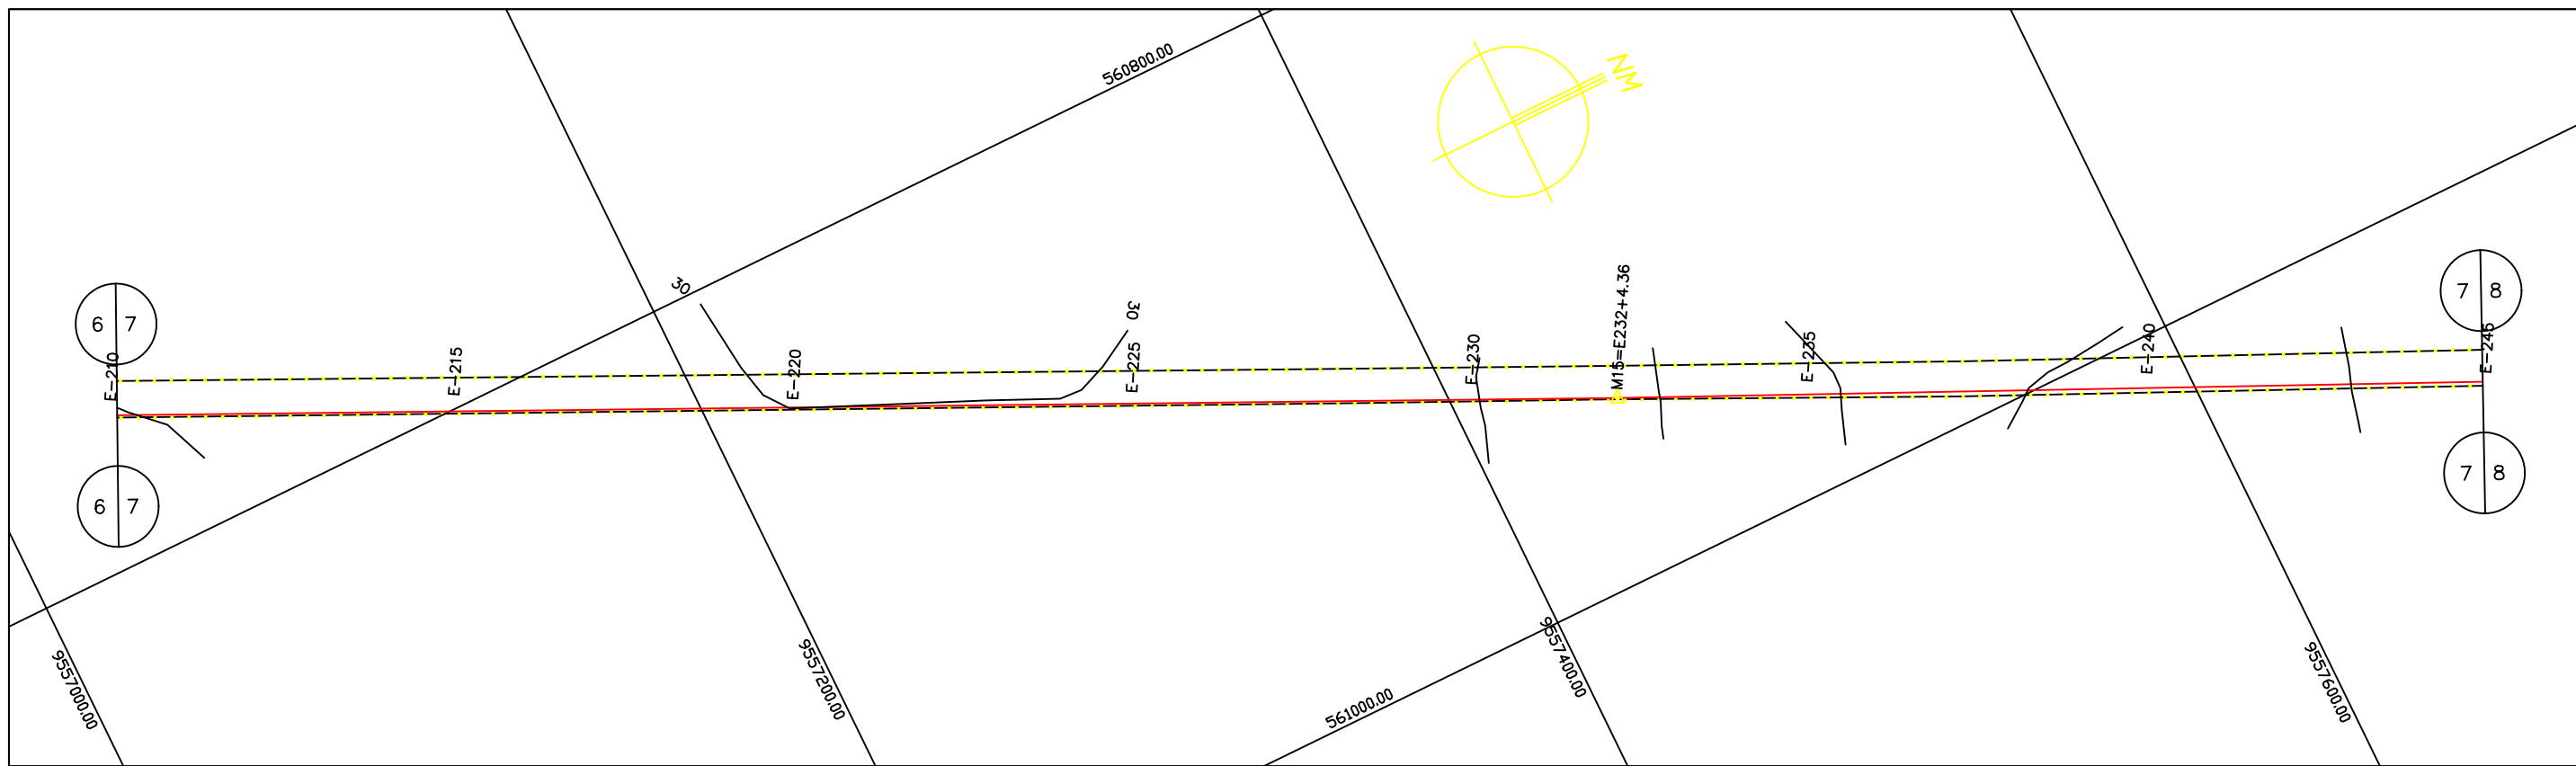 560800.00
NM
30
30
M15=E232+4.36
6 7
7 8
E-210
E-215
E-220
E-225
E-230
E-235
E-240
E-245
6 7
7 8
9557000.00
9557200.00
9557400.00
9557600.00
561000.00